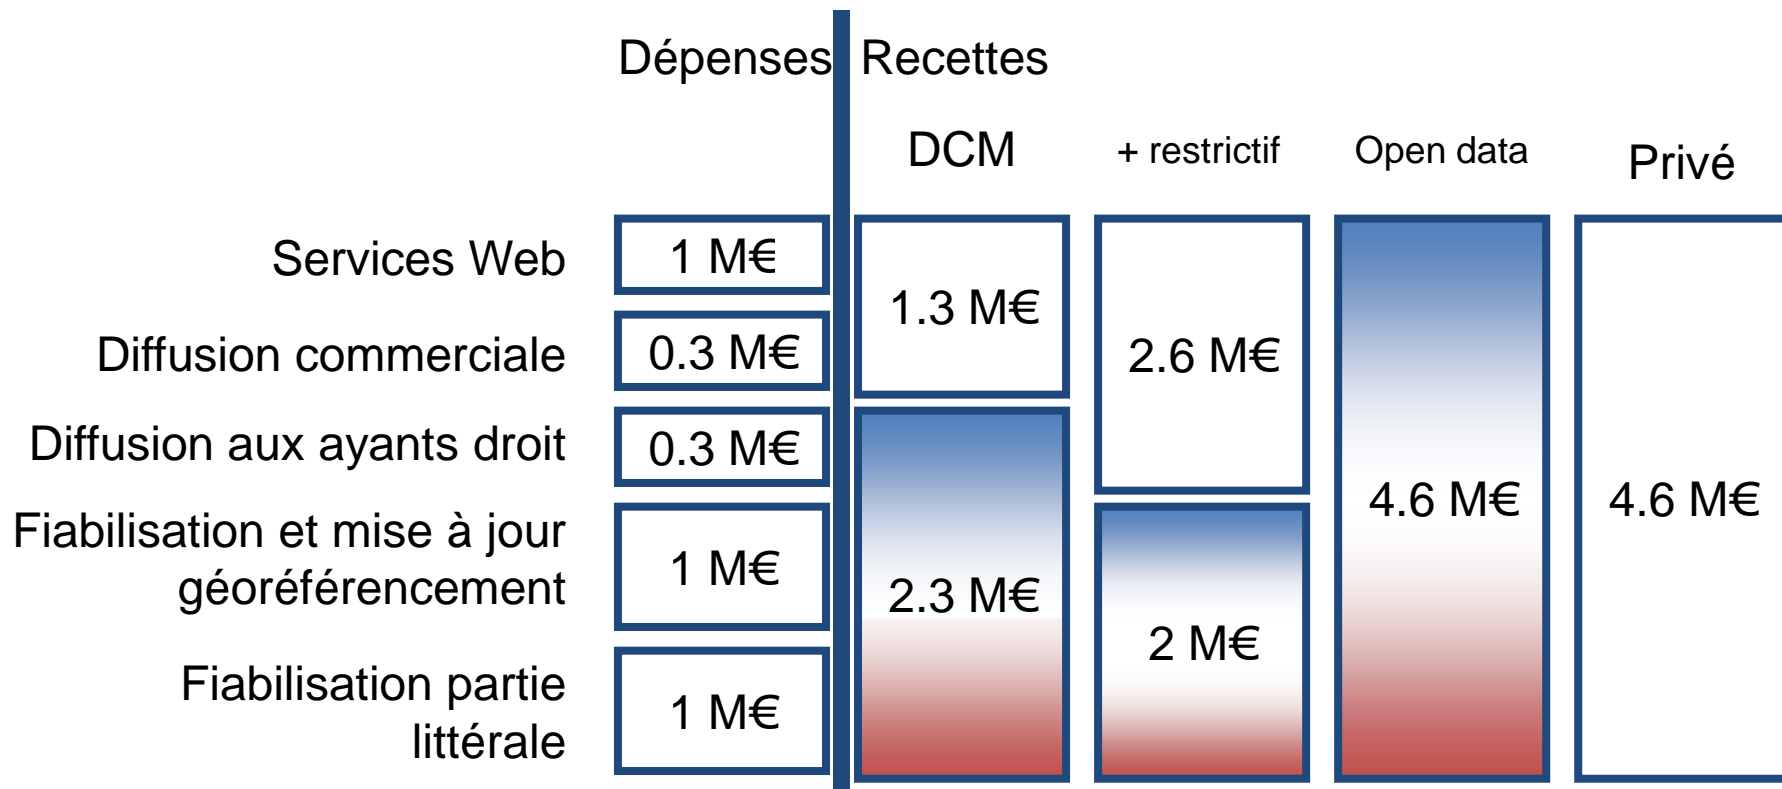 Dépenses Recettes
DCM + restrictif Open data Privé
Services Web 1 M€
1.3 M€
Diffusion commerciale 0.3 M€ 2.6 M€
Diffusion aux ayants droit 0.3 M€
4.6 M€ 4.6 M€
Fiabilisation et mise à jour
géoréférencement
1 M€
2.3 M€
2 M€
Fiabilisation partie
littérale
1 M€